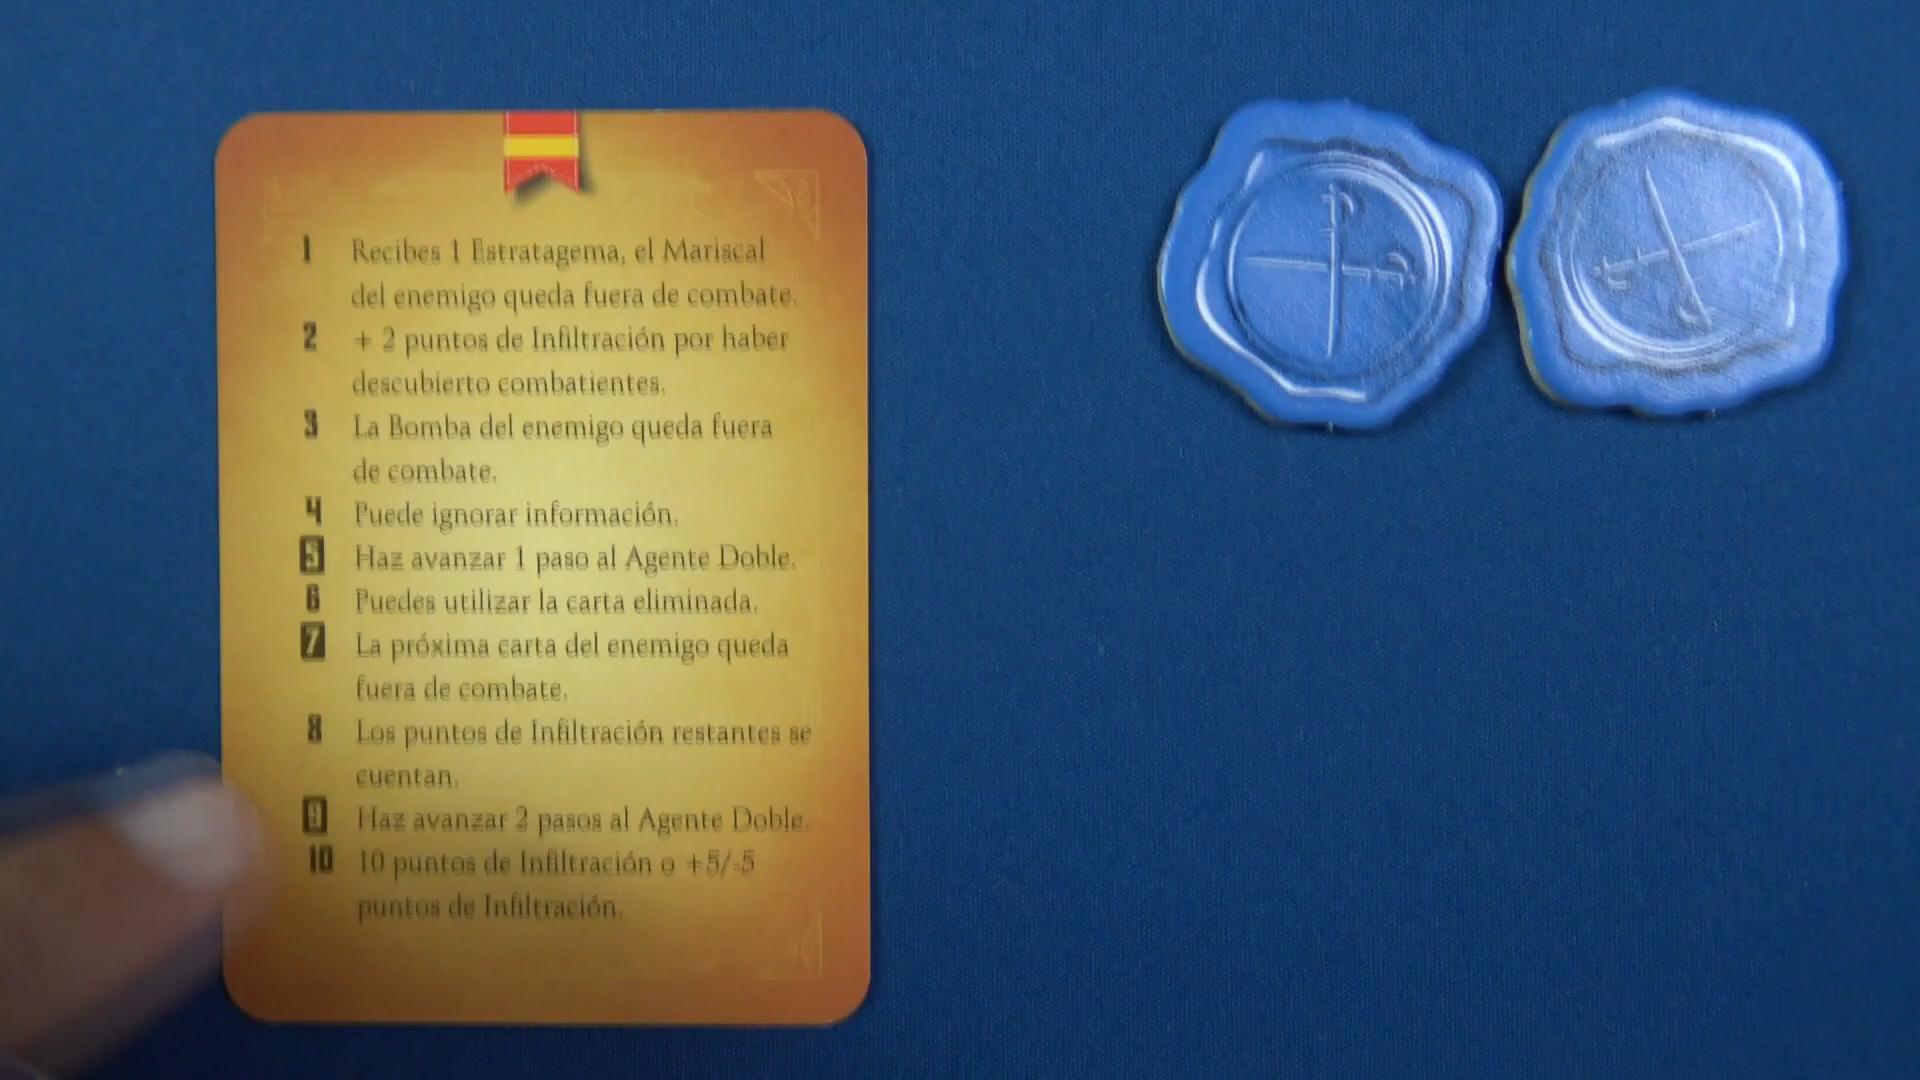 1 Recibes 1 Estratagema, el Mariscal
del enemigo queda fuera de combate.
2 + 2 puntos de Infiltración por haber
descubierto combatientes.
3 La Bomba del enemigo queda fuera
de combate.
4 Puede ignorar información.
5 Haz avanzar 1 paso al Agente Doble.
6 Puedes utilizar la carta eliminada.
7 La próxima carta del enemigo queda
fuera de combate.
8 Los puntos de Infiltración restantes se
cuentan.
9 Haz avanzar 2 pasos al Agente Doble.
10 10 puntos de Infiltración o +5/-5
puntos de Infiltración.